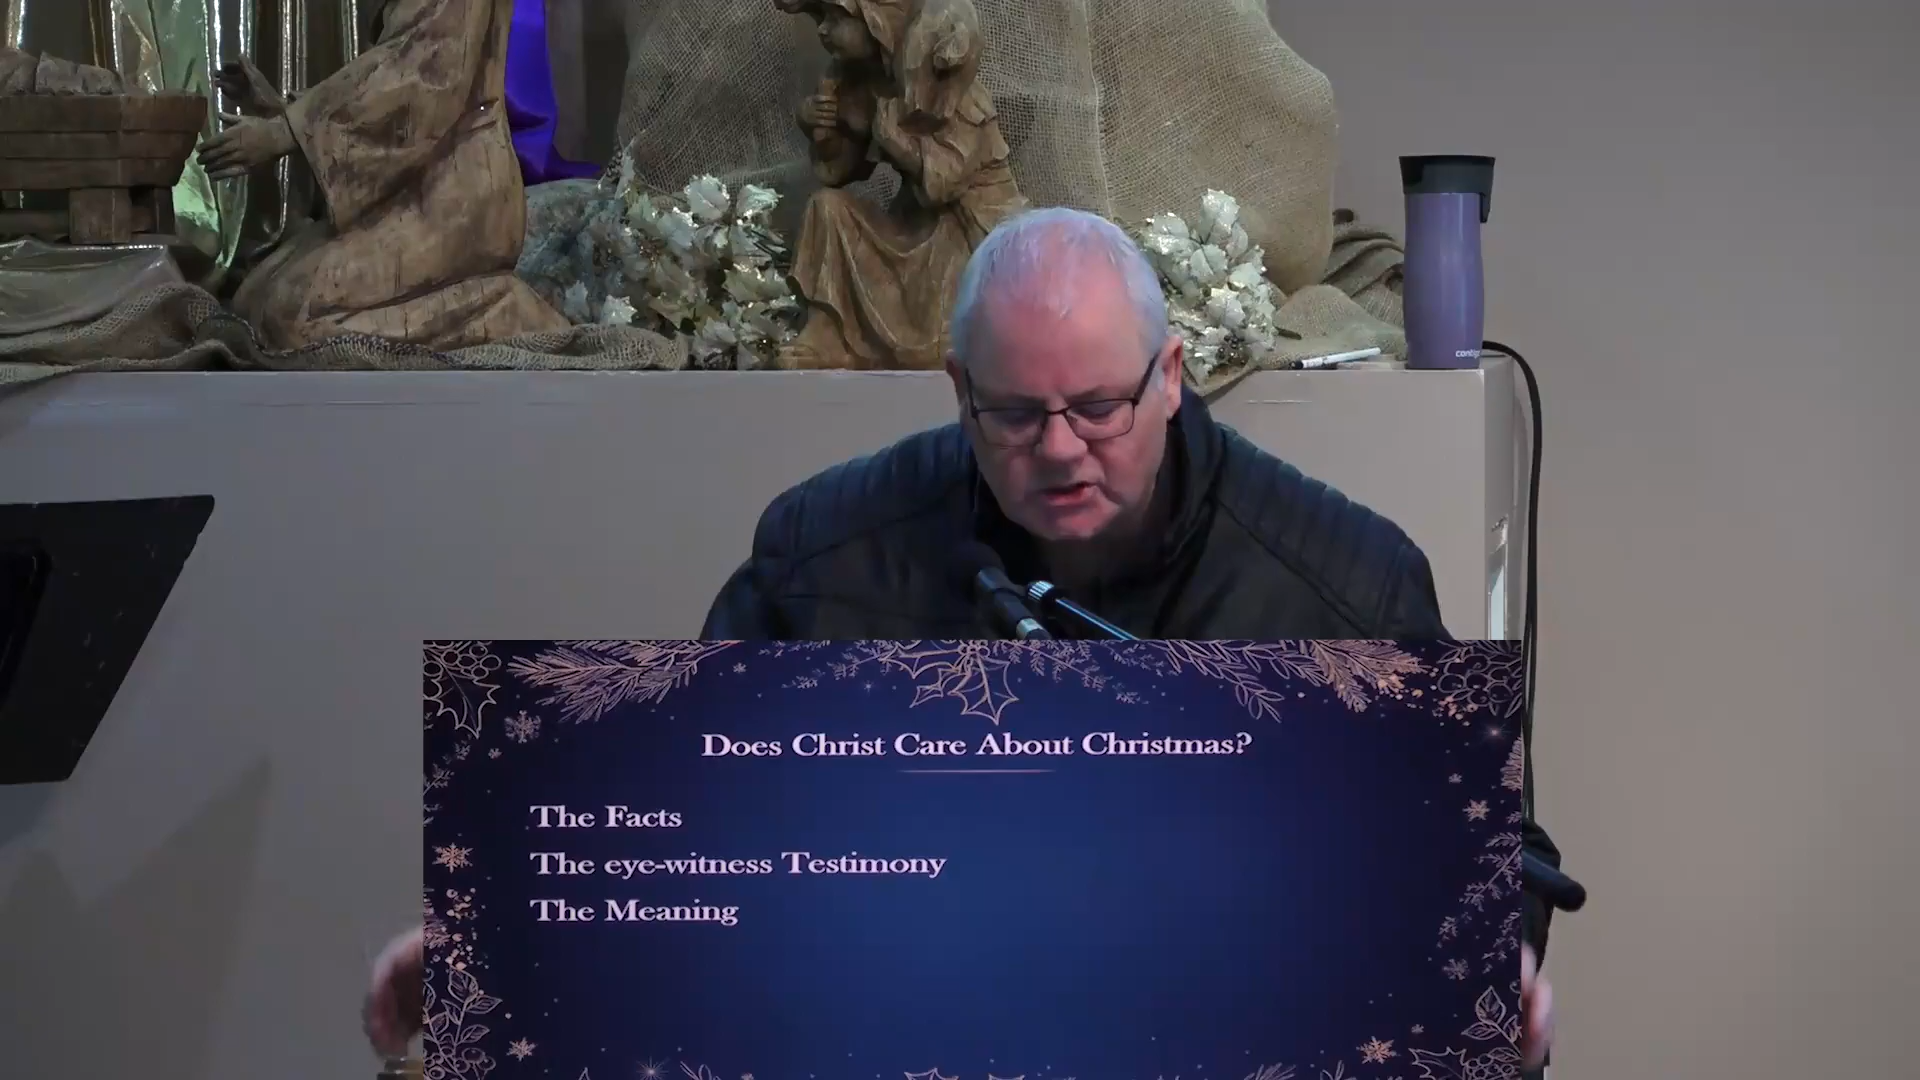 Does Christ Care About Christmas?
The Facts
The eye-witness Testimony
The Meaning